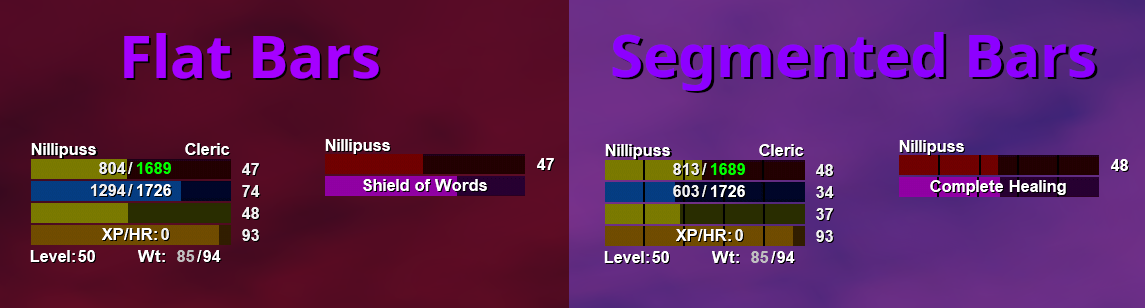 Flat Bars
Nillipuss Cleric
804/1689 47
1294/1726 74
48
XP/HR:0 93
Level:50 Wt: 85/94
Nillipuss
47
Shield of Words
Segmented Bars
Nillipuss Cleric
813/1689 48
603/1726 34
37
XP/HR:0 93
Level:50 Wt: 85/94
Nillipuss
48
Complete Healing